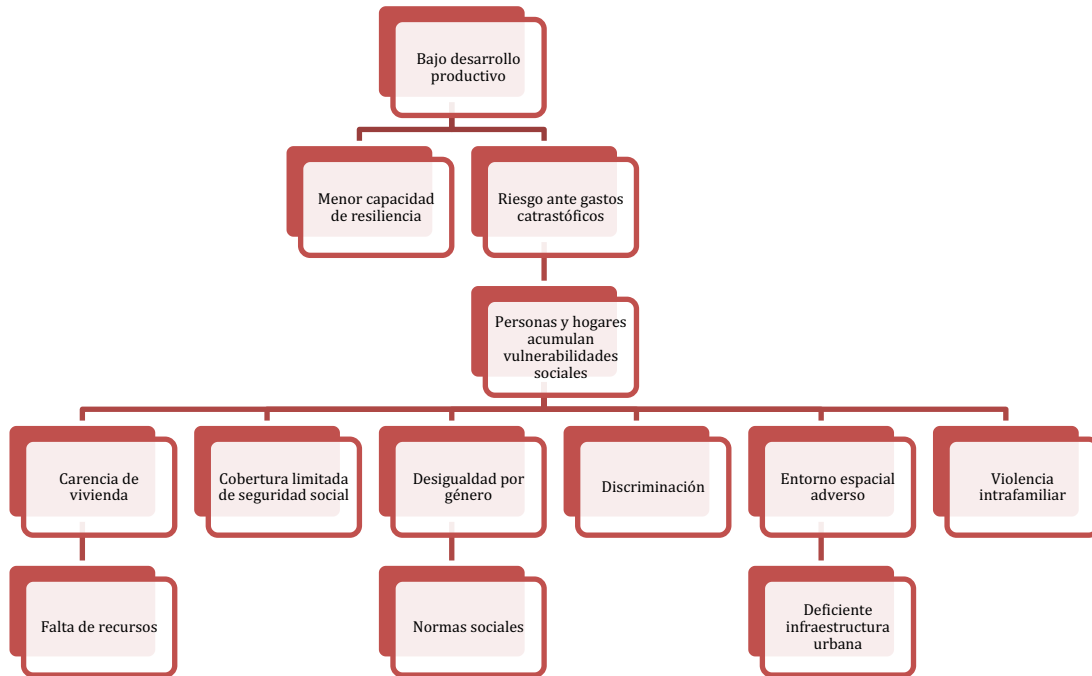 Bajo desarrollo
productivo
Menor capacidad
de resiliencia
Riesgo ante gastos
catrastóficos
Personas y hogares
acumulan
vulnerabilidades
sociales
Carencia de
vivienda
Cobertura limitada
de seguridad social
Desigualdad por
género
Discriminación
Entorno espacial
adverso
Violencia
intrafamiliar
Falta de recursos
Normas sociales
Deficiente
infraestructura
urbana